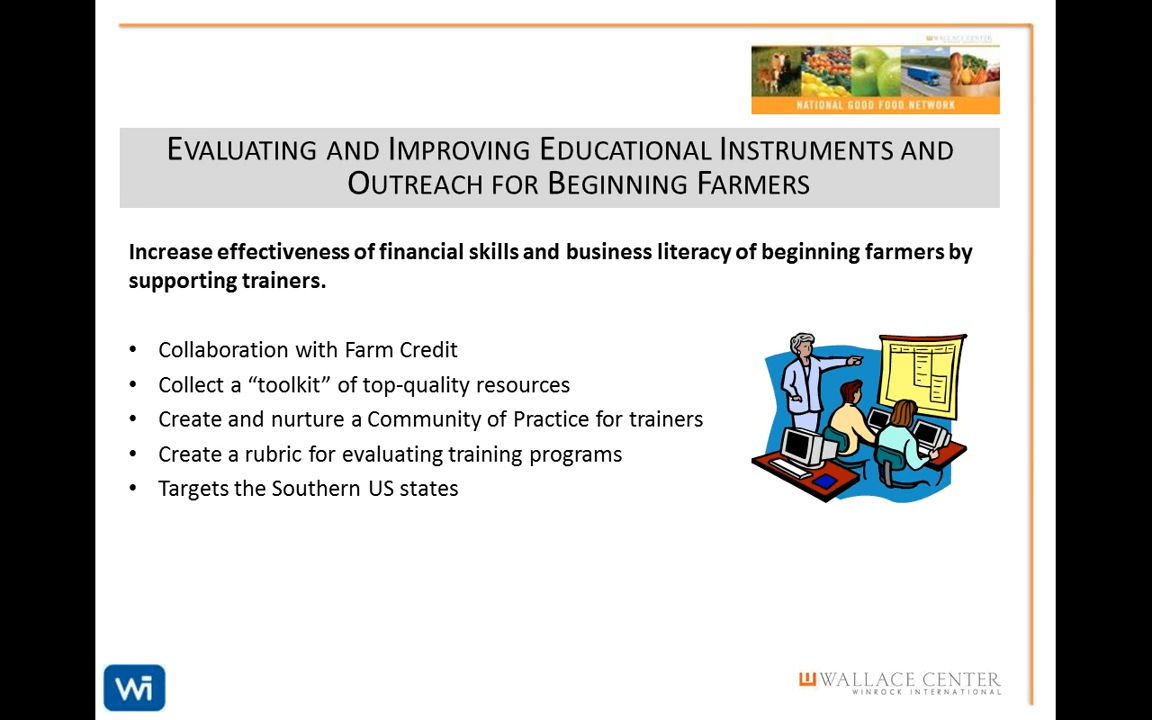 WALLACE CENTER
NATIONAL GOOD FOOD NETWORK
EVALUATING AND IMPROVING EDUCATIONAL INSTRUMENTS AND
OUTREACH FOR BEGINNING FARMERS
Increase effectiveness of financial skills and business literacy of beginning farmers by
supporting trainers.
• Collaboration with Farm Credit
• Collect a “toolkit” of top-quality resources
• Create and nurture a Community of Practice for trainers
• Create a rubric for evaluating training programs
• Targets the Southern US states
Wi
WALLACE CENTER
WINROCK INTERNATIONAL